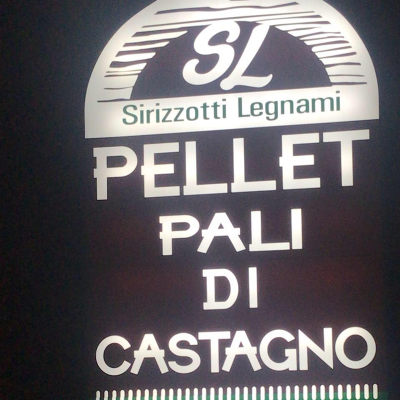 SL
Sirizzotti Legnami
PELLET
PALI
DI
CASTAGNO